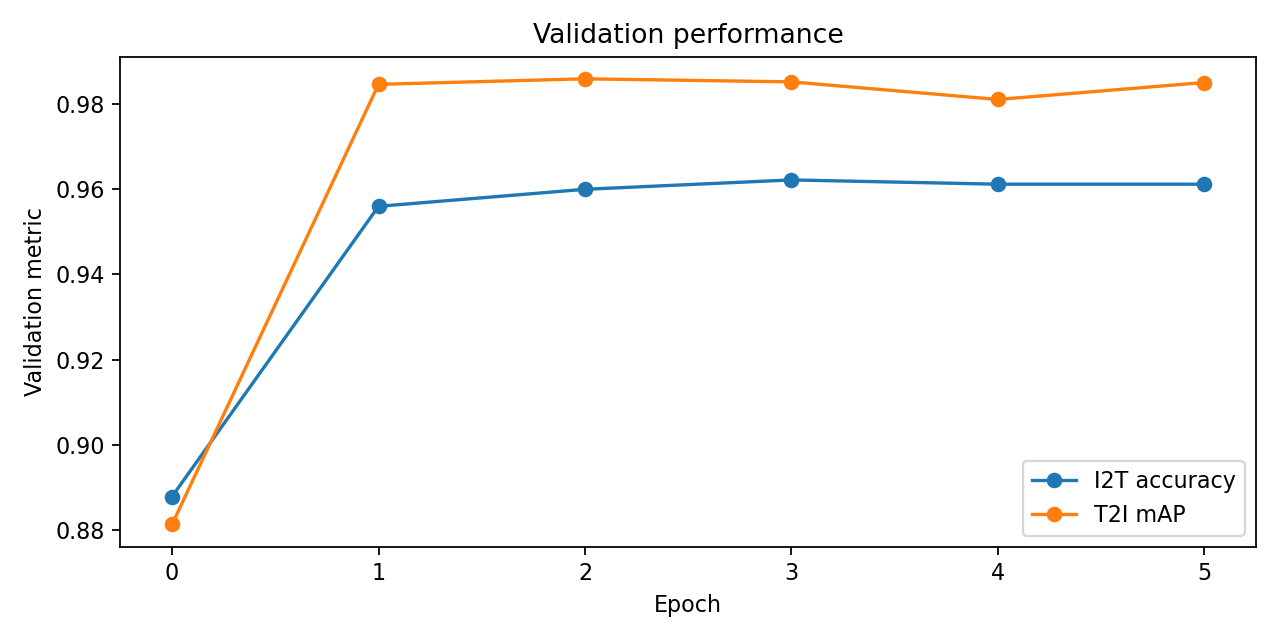 Validation performance
Validation metric
0.98
0.96
0.94
0.92
0.90
0.88
I2T accuracy
T2I mAP
0 1 2 3 4 5
Epoch